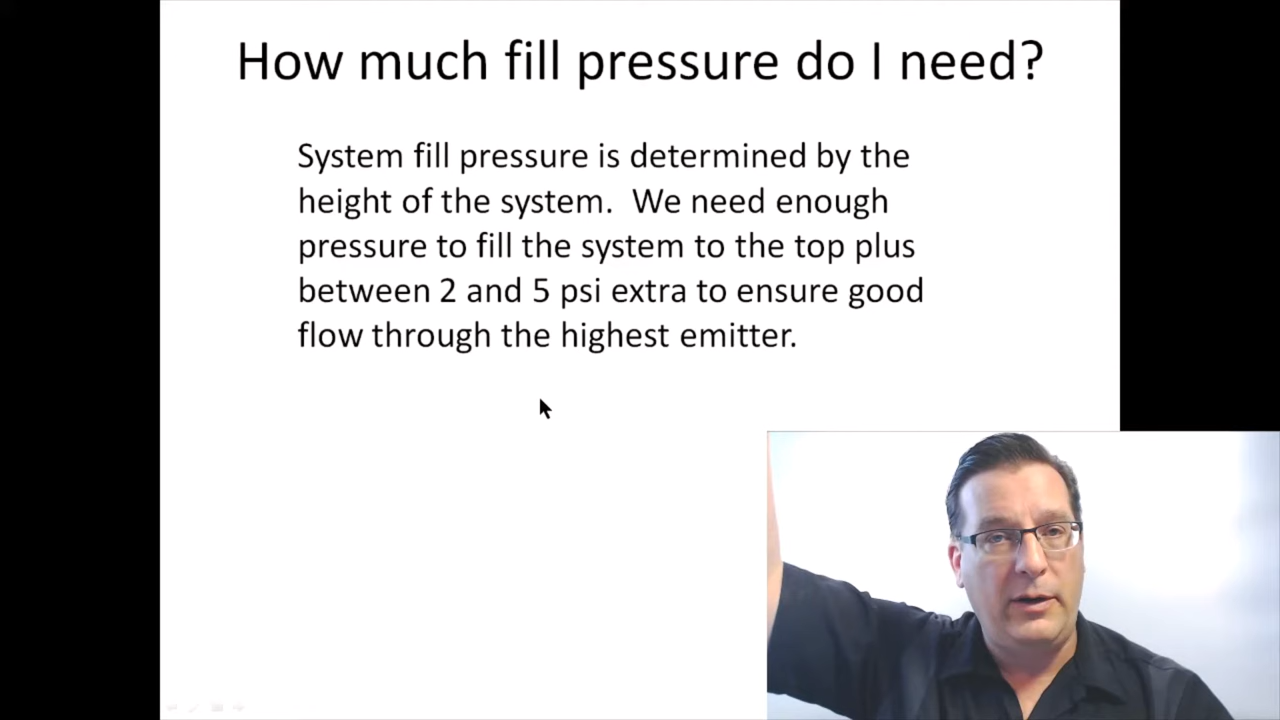 How much fill pressure do I need?
System fill pressure is determined by the
height of the system.  We need enough
pressure to fill the system to the top plus
between 2 and 5 psi extra to ensure good
flow through the highest emitter.